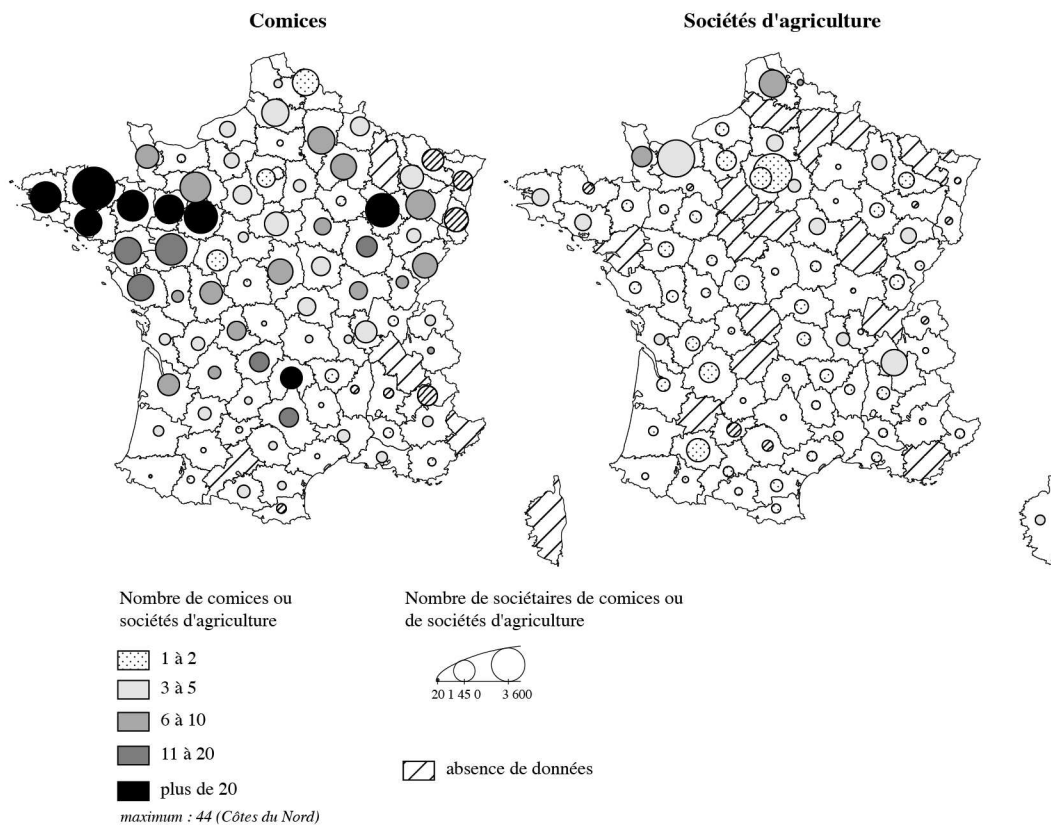 Comices
Sociétés d'agriculture
Nombre de comices ou
sociétés d'agriculture
1 à 2
3 à 5
6 à 10
11 à 20
plus de 20
maximum : 44 (Côtes du Nord)
Nombre de sociétaires de comices ou
de sociétés d'agriculture
20 1 45 0 3 600
absence de données